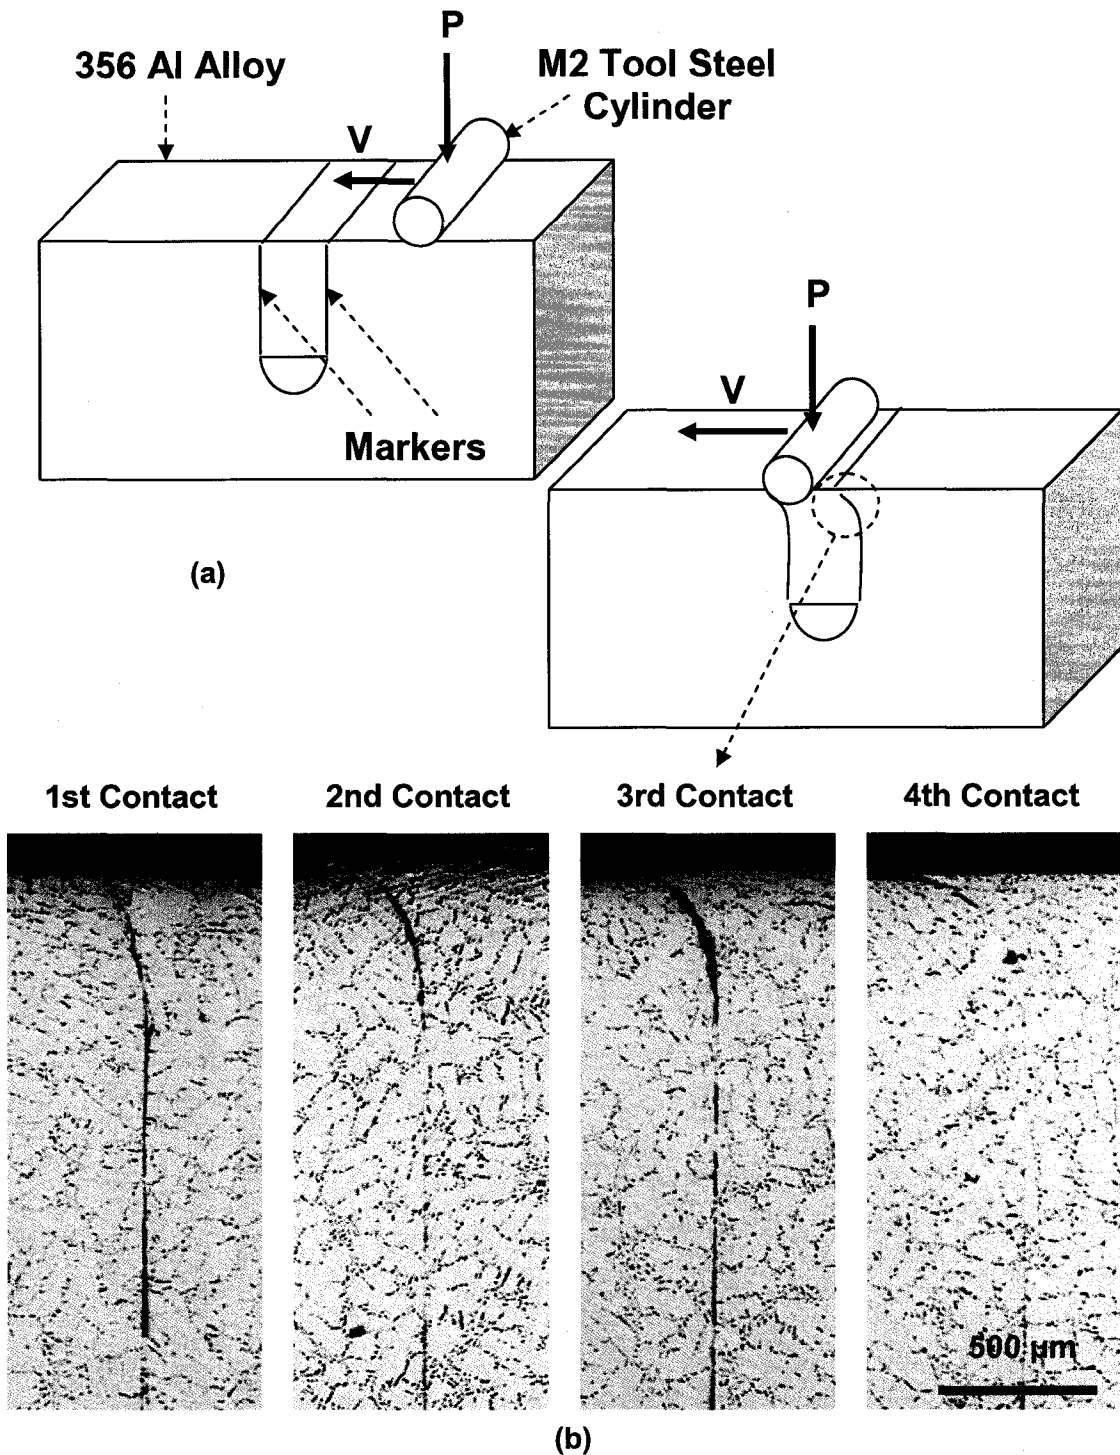 P
356 Al Alloy
M2 Tool Steel
Cylinder
V
Markers
P
V
(a)
1st Contact
2nd Contact
3rd Contact
4th Contact
500 µm
(b)